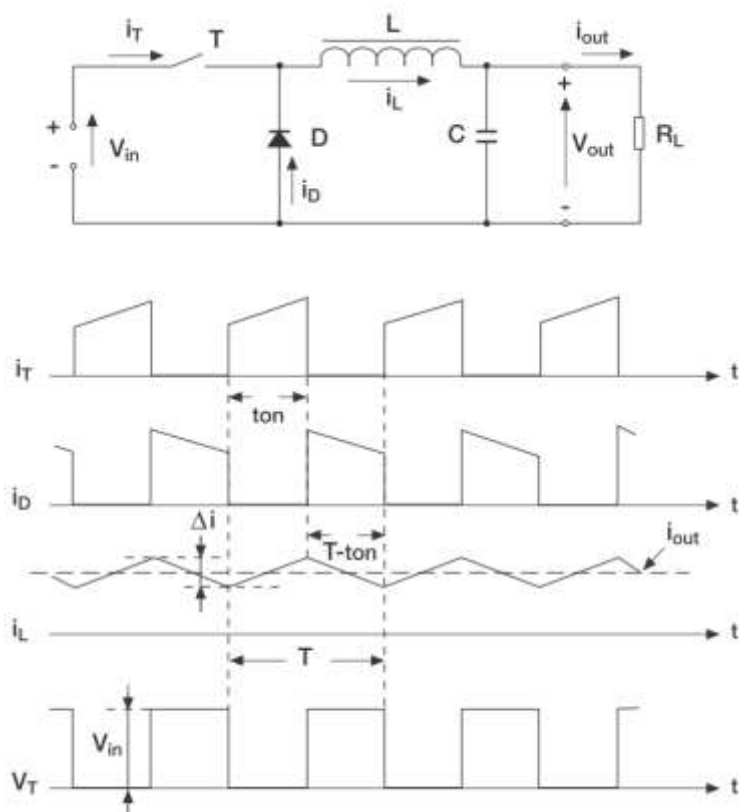 i_T T L i_out
i_L
+ V_in D C + V_out R_L
-
i_D
-
i_T t
ton
i_D t
Δi
T-ton i_out
i_L t
T
V_in
V_T t